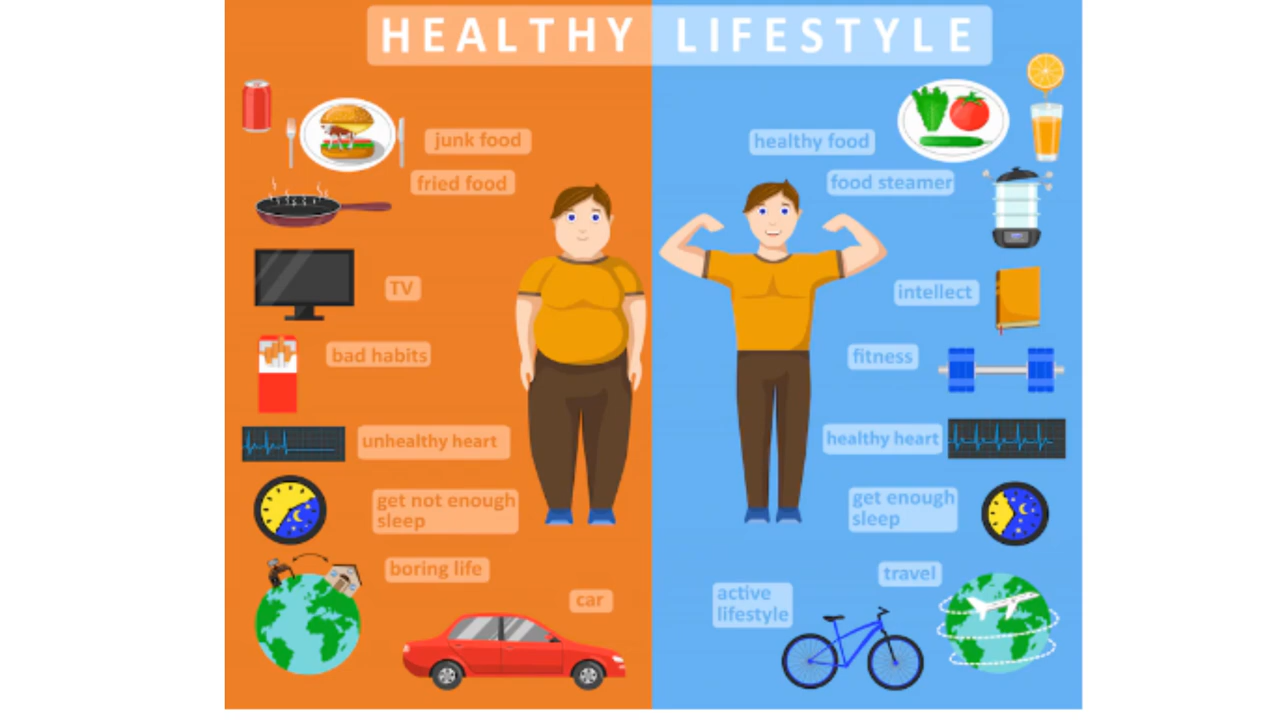 HEALTHY LIFESTYLE
junk food
fried food
TV
bad habits
unhealthy heart
get not enough
sleep
boring life
car
healthy food
food steamer
intellect
fitness
healthy heart
get enough
sleep
travel
active
lifestyle